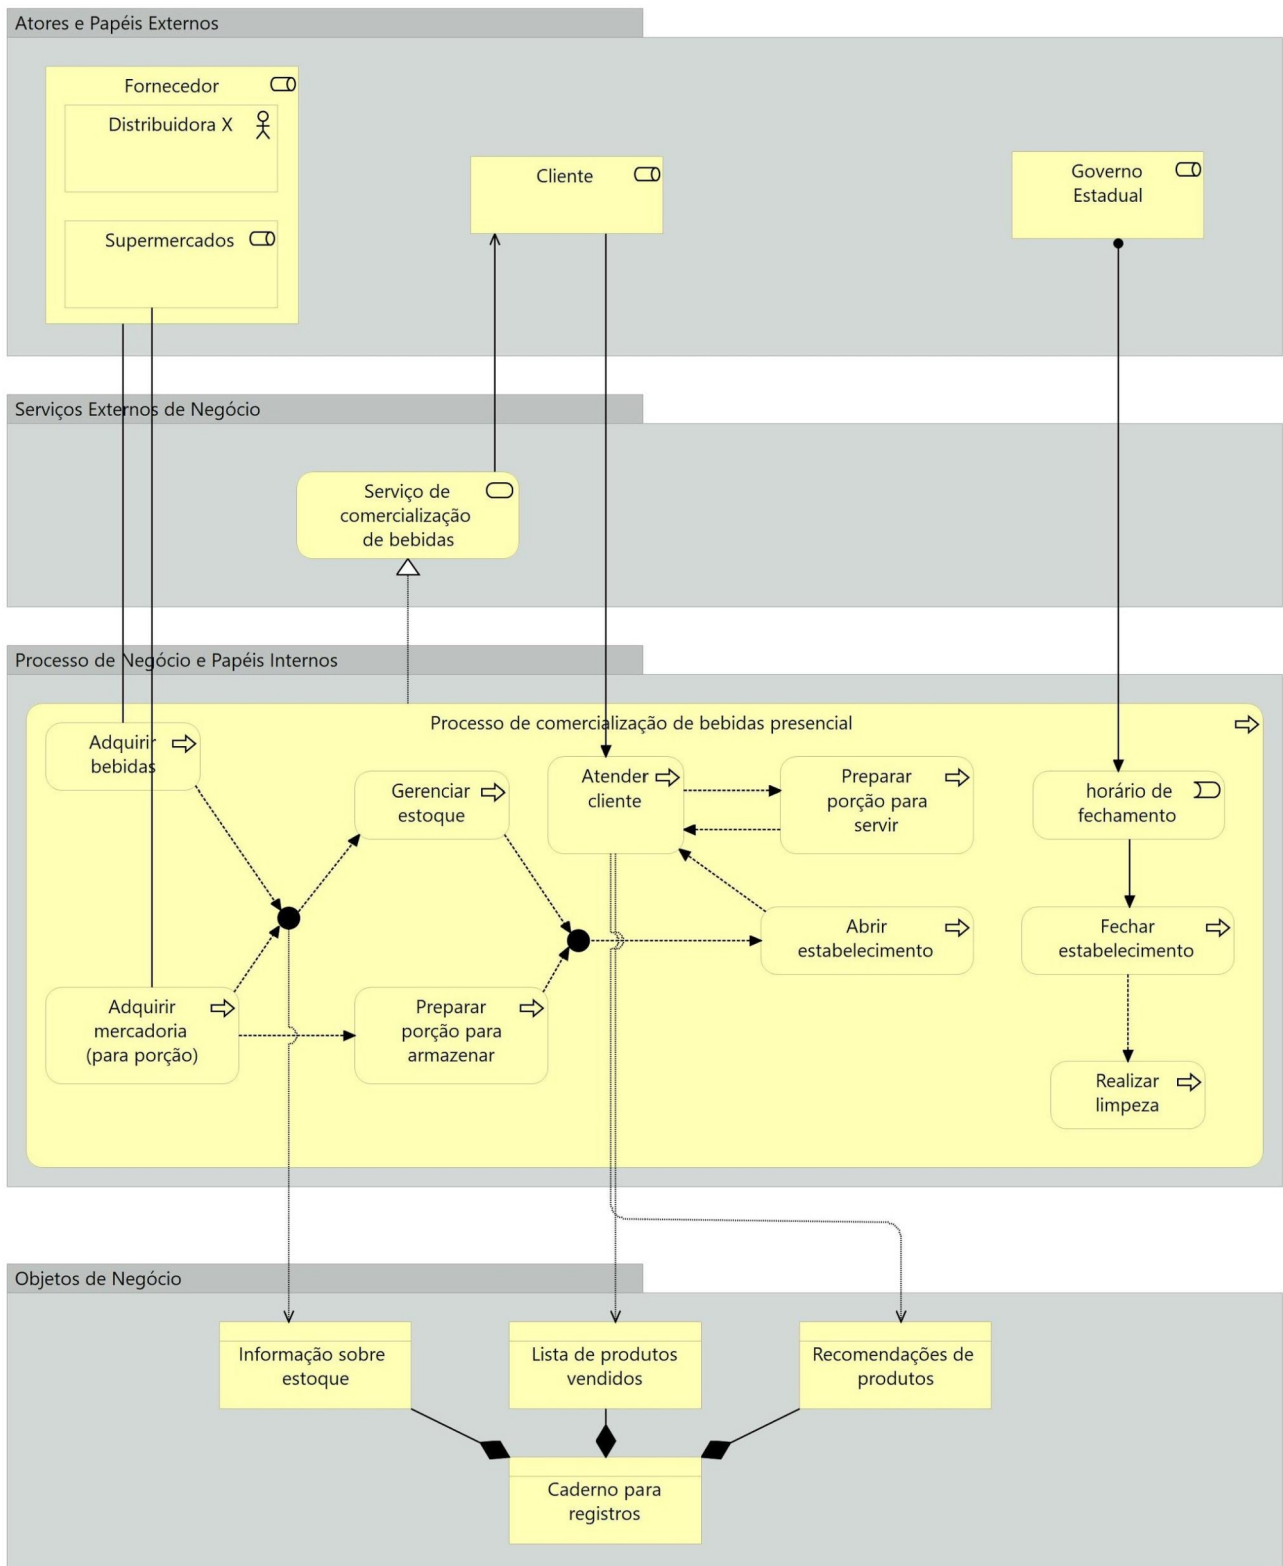 Atores e Papéis Externos
Fornecedor
Distribuidora X
Supermercados
Cliente
Governo
Estadual
Serviços Externos de Negócio
Serviço de
comercialização
de bebidas
Processo de Negócio e Papéis Internos
Processo de comercialização de bebidas presencial
Adquirir
bebidas
Gerenciar
estoque
Atender
cliente
Preparar
porção para
servir
horário de
fechamento
Abrir
estabelecimento
Fechar
estabelecimento
Adquirir
mercadoria
(para porção)
Preparar
porção para
armazenar
Realizar
limpeza
Objetos de Negócio
Informação sobre
estoque
Lista de produtos
vendidos
Recomendações de
produtos
Caderno para
registros